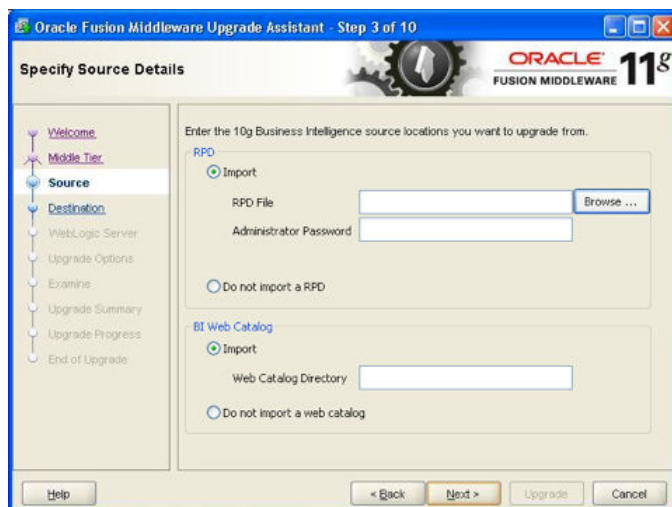 Oracle Fusion Middleware Upgrade Assistant - Step 3 of 10
Specify Source Details
ORACLE
FUSION MIDDLEWARE 11g
Welcome
Middle Tier
Source
Destination
WebLogic Server
Upgrade Options
Examine
Upgrade Summary
Upgrade Progress
End of Upgrade
Enter the 10g Business Intelligence source locations you want to upgrade from.
RPD
Import
RPD File
Browse ...
Administrator Password
Do not import a RPD
BI Web Catalog
Import
Web Catalog Directory
Do not import a web catalog
Help
< Back
Next >
Upgrade
Cancel